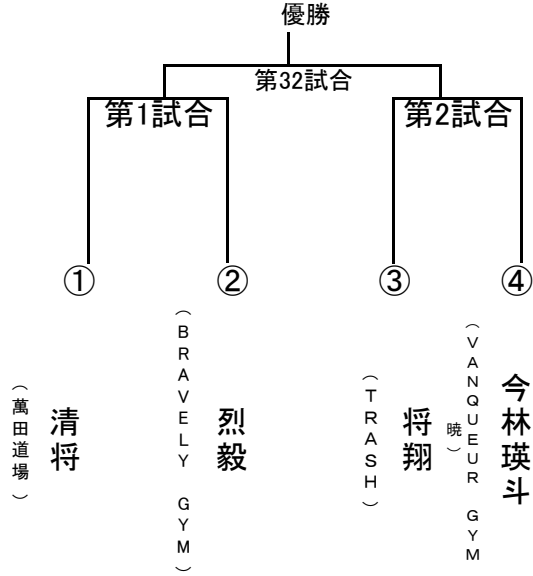 優勝
第32試合
第1試合
第2試合
①
②
③
④
清将
(萬田道場)
烈毅
(BRAVELY GYM)
将翔
(TRASH)
今林瑛斗
(VANQUEUR GYM
暁)